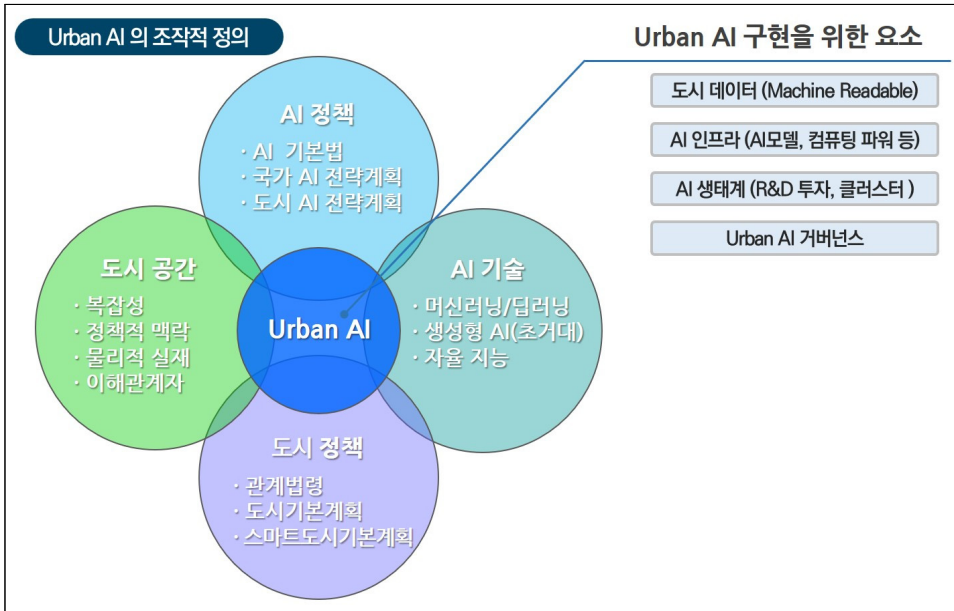 Urban AI 의 조작적 정의
Urban AI 구현을 위한 요소
도시 데이터 (Machine Readable)
AI 인프라 (AI모델, 컴퓨팅 파워 등)
AI 생태계 (R&D 투자, 클러스터 )
Urban AI 거버넌스
AI 정책
· AI 기본법
· 국가 AI 전략계획
· 도시 AI 전략계획
도시 공간
· 복잡성
· 정책적 맥락
· 물리적 실재
· 이해관계자
Urban AI
AI 기술
· 머신러닝/딥러닝
· 생성형 AI(초거대)
· 자율 지능
도시 정책
· 관계법령
· 도시기본계획
· 스마트도시기본계획